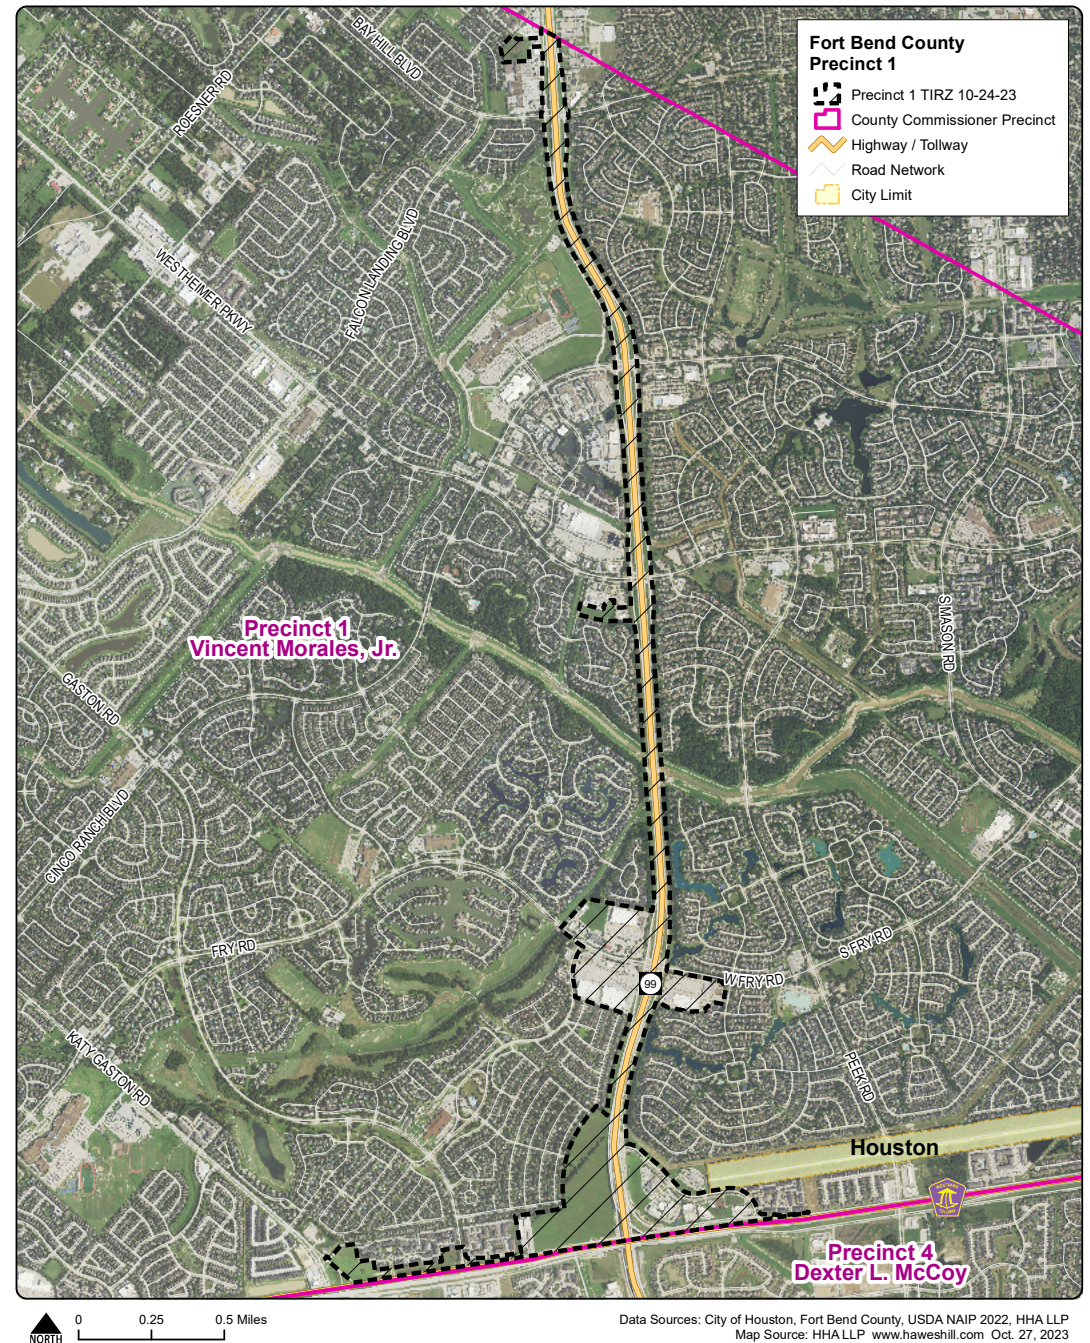 Fort Bend County
Precinct 1
Precinct 1 TIRZ 10-24-23
County Commissioner Precinct
Highway / Tollway
Road Network
City Limit
BAY HILL BLVD
ROESNER RD
WESTHEIMER PKWY
FALCON LANDING BLVD
Precinct 1
Vincent Morales, Jr.
S MASON RD
GASTON RD
CINCO RANCH BLVD
FRY RD
S FRY RD
W FRY RD
99
KATY GASTON RD
PEEK RD
Houston
Precinct 4
Dexter L. McCoy
NORTH
0 0.25 0.5 Miles
Data Sources: City of Houston, Fort Bend County, USDA NAIP 2022, HHA LLP
Map Source: HHA LLP www.haweshill.com Oct. 27, 2023